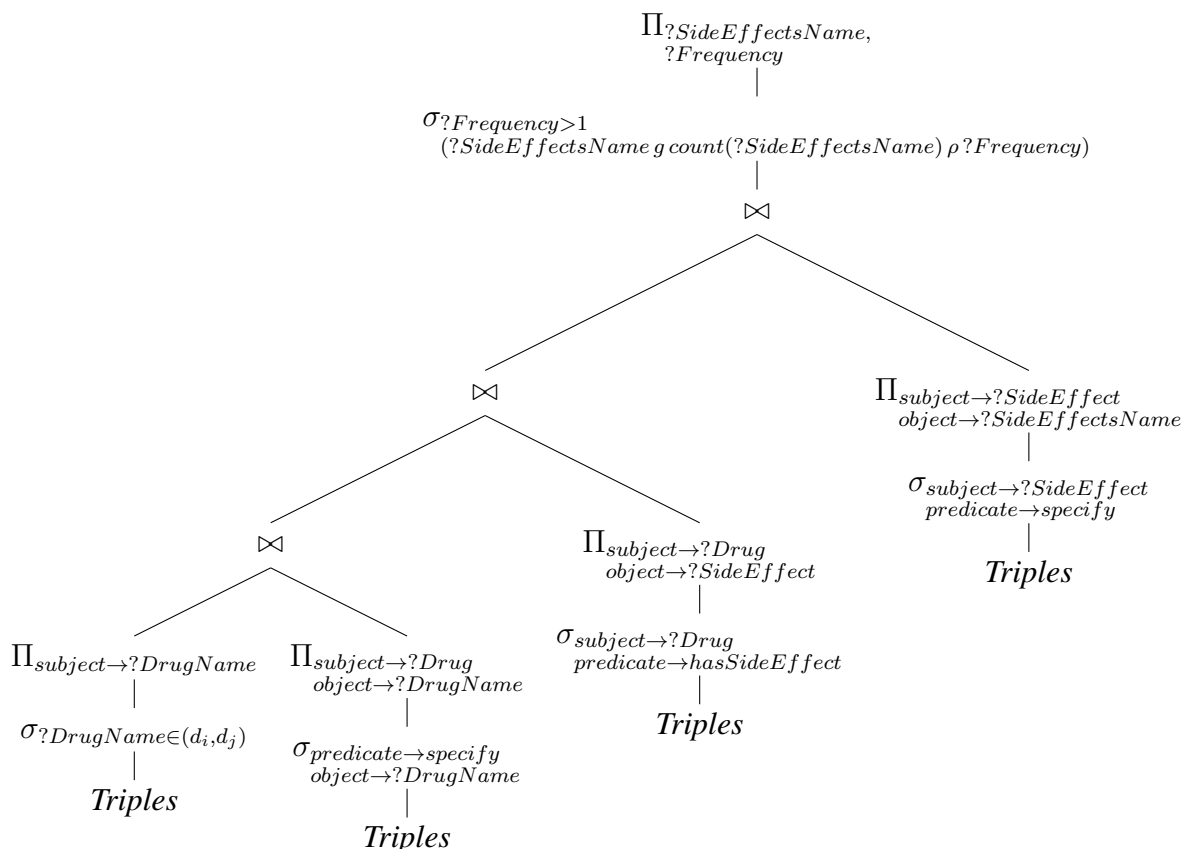 Π?SideEffectsName,
?Frequency
σ?Frequency>1
(?SideEffectsName g count(?SideEffectsName) ρ ?Frequency)
⋈
⋈
Πsubject→?SideEffect
object→?SideEffectsName
σsubject→?SideEffect
predicate→specify
Triples
⋈
Πsubject→?Drug
object→?SideEffect
σsubject→?Drug
predicate→hasSideEffect
Triples
Πsubject→?DrugName
σ?DrugName∈(di,dj)
Triples
Πsubject→?Drug
object→?DrugName
σpredicate→specify
object→?DrugName
Triples